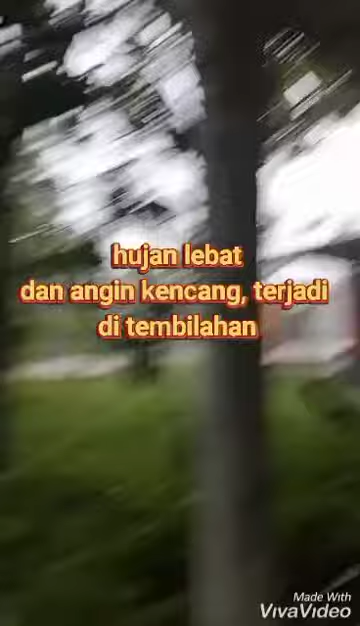 hujan lebat
dan angin kencang, terjadi
di tembilahan
Made With
VivaVideo